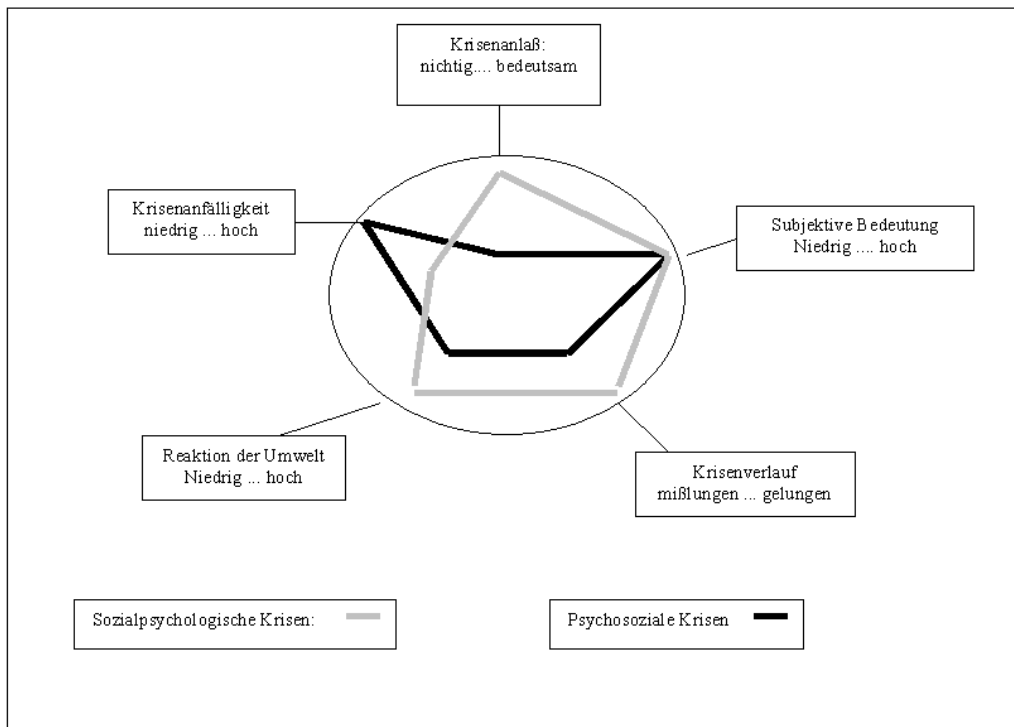 Krisenanlaß:
nichtig.... bedeutsam
Krisenanfälligkeit
niedrig ... hoch
Subjektive Bedeutung
Niedrig .... hoch
Reaktion der Umwelt
Niedrig ... hoch
Krisenverlauf
mißlungen ... gelungen
Sozialpsychologische Krisen:
Psychosoziale Krisen